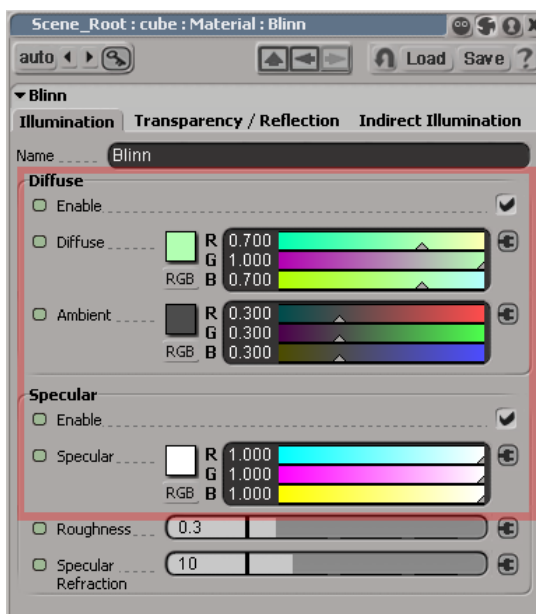 Scene_Root : cube : Material : Blinn
auto Load Save ?
Blinn
Illumination Transparency / Reflection Indirect Illumination
Name Blinn
Diffuse
Enable
Diffuse R 0.700
G 1.000
RGB B 0.700
Ambient R 0.300
G 0.300
RGB B 0.300
Specular
Enable
Specular R 1.000
G 1.000
RGB B 1.000
Roughness 0.3
Specular 10
Refraction